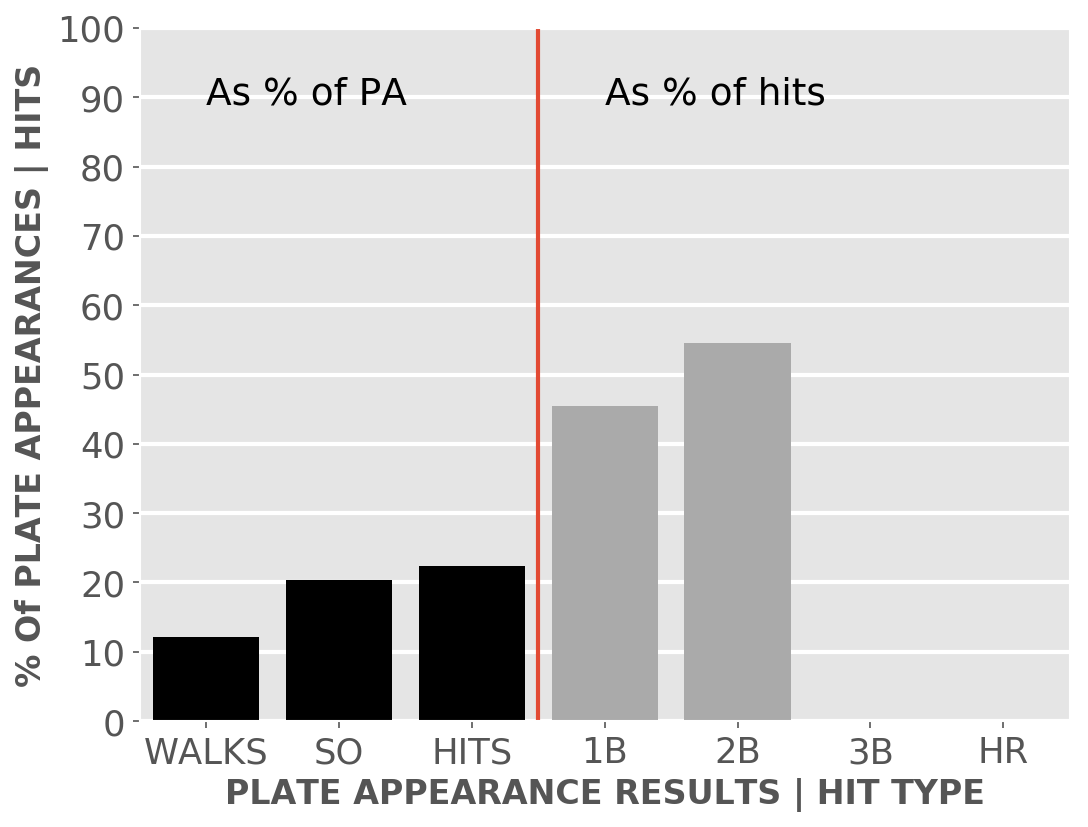 % Of PLATE APPEARANCES | HITS
100
90
80
70
60
50
40
30
20
10
0
As % of PA
As % of hits
WALKS SO HITS 1B 2B 3B HR
PLATE APPEARANCE RESULTS | HIT TYPE